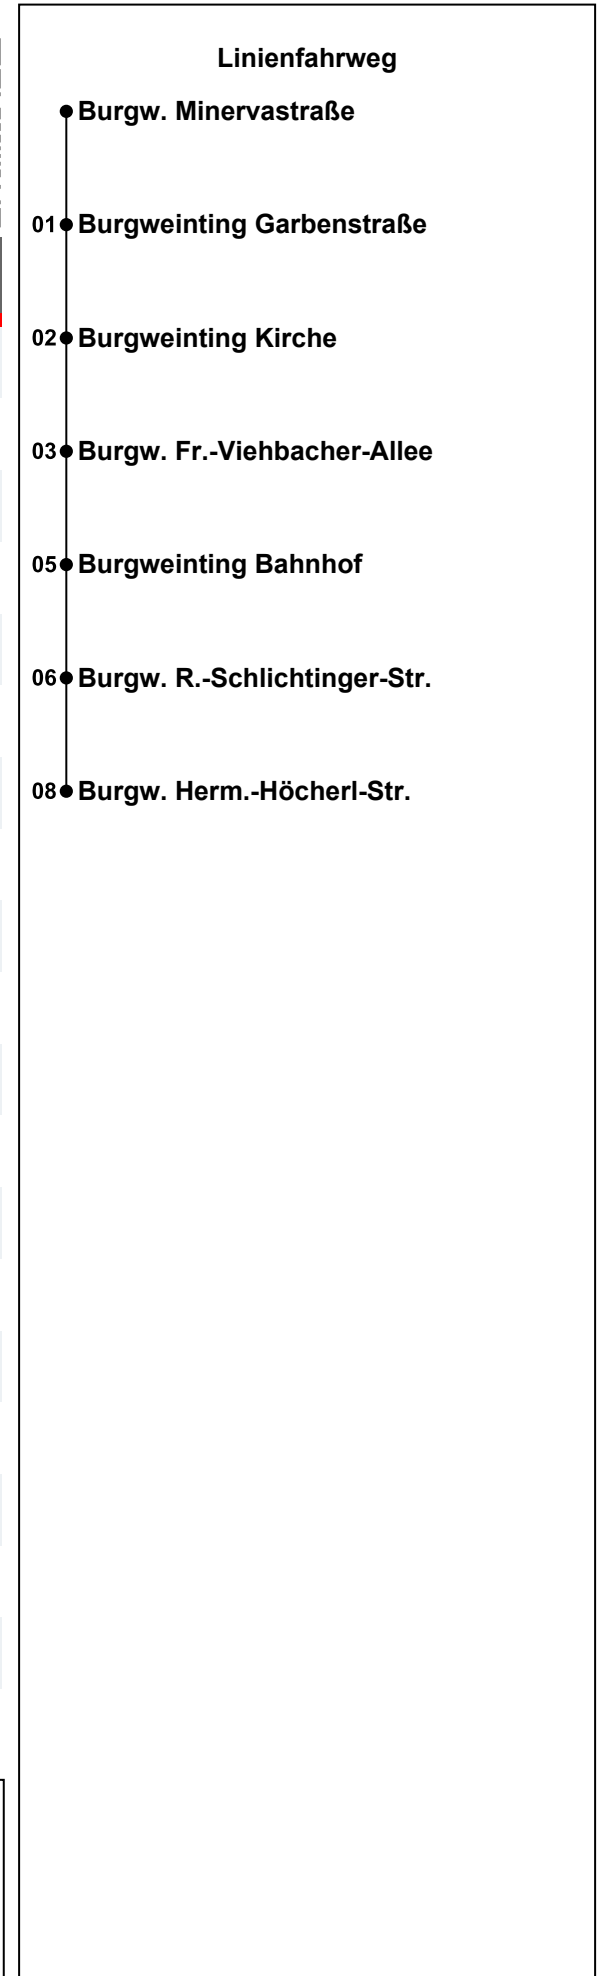 Linienfahrweg
Burgw. Minervastraße
01 Burgweinting Garbenstraße
02 Burgweinting Kirche
03 Burgw. Fr.-Viehbacher-Allee
05 Burgweinting Bahnhof
06 Burgw. R.-Schlichtinger-Str.
08 Burgw. Herm.-Höcherl-Str.